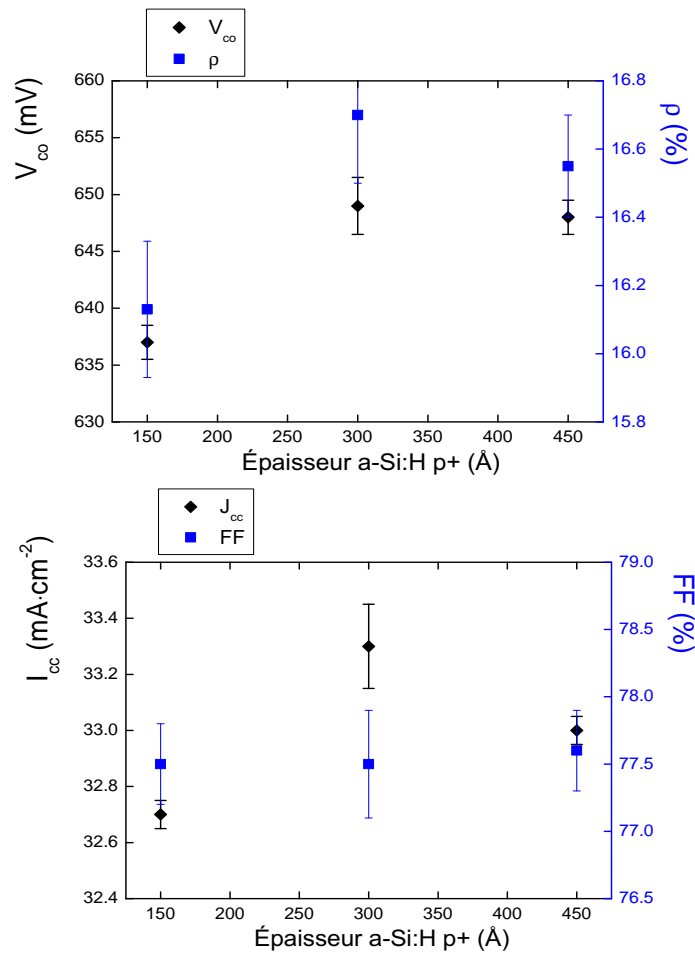 V_co
ρ
660
655
650
645
640
635
630
V_co (mV)
16.8
16.6
16.4
16.2
16.0
15.8
ρ (%)
150 200 250 300 350 400 450
Épaisseur a-Si:H p+ (Å)
J_cc
FF
33.6
33.4
33.2
33.0
32.8
32.6
32.4
I_cc (mA·cm⁻²)
79.0
78.5
78.0
77.5
77.0
76.5
FF (%)
150 200 250 300 350 400 450
Épaisseur a-Si:H p+ (Å)